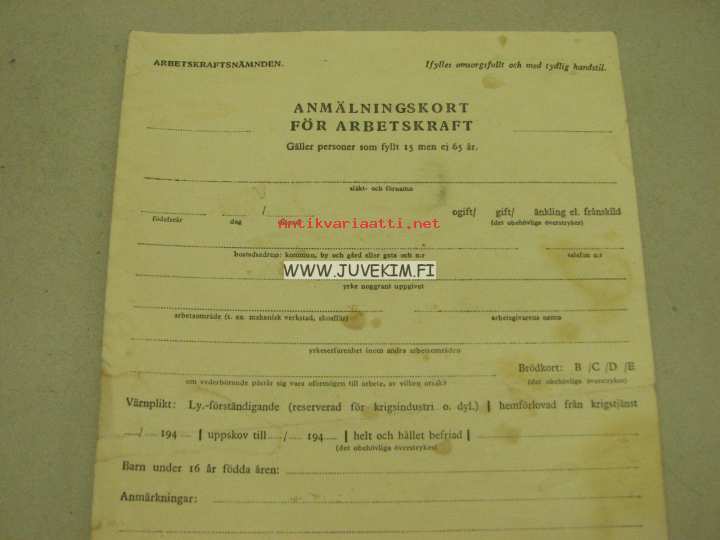 ARBETSKRAFTSNÄMNDEN. Ifylles omsorgsfullt och med tydlig handstil.
ANMÄLNINGSKORT
FÖR ARBETSKRAFT
Gäller personer som fyllt 15 men ej 65 år.
släkt- och förnamn
/ ogift/ gift/ änkling el. frånskild
födelseår dag (det obehövliga överstrykes)
antikvariaatti.net
bostadsadress: kommun, by och gård eller gata och n:r telefon n:r
WWW.JUVEKIM.FI
yrke noggrant uppgivet
arbetsområde (t. ex. mekanisk verkstad, skoaffär) arbetsgivarens namn
yrkeserfarenhet inom andra arbetsområden
Brödkort: B /C /D /E
om vederbörande påstår sig vara oförmögen till arbete, av vilken orsak? (det obehövliga överstrykes)
Värnplikt: Ly.-förständigande (reserverad för krigsindustri o. dyl.) | hemförlovad från krigstjänst
/ 194 | uppskov till / 194 | helt och hållet befriad |
(det obehövliga överstrykes)
Barn under 16 år födda åren:
Anmärkningar: